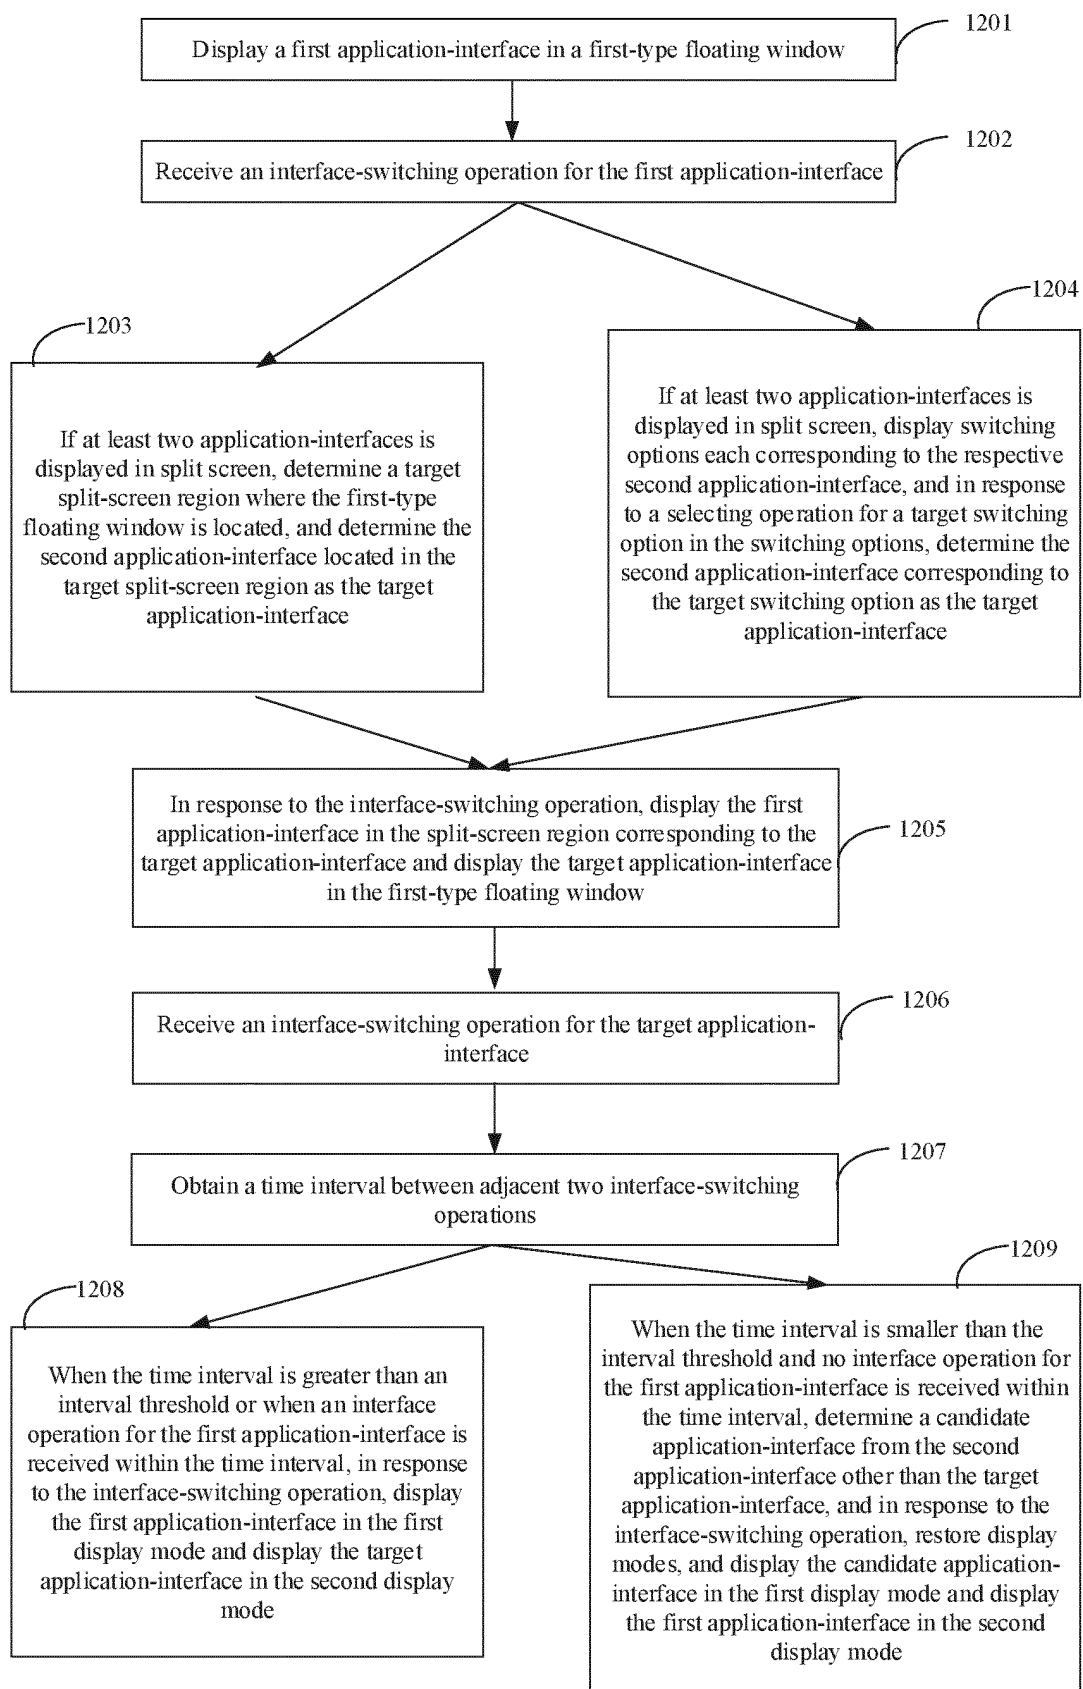 1201
Display a first application-interface in a first-type floating window
1202
Receive an interface-switching operation for the first application-interface
1203
If at least two application-interfaces is
displayed in split screen, determine a target
split-screen region where the first-type
floating window is located, and determine the
second application-interface located in the
target split-screen region as the target
application-interface
1204
If at least two application-interfaces is
displayed in split screen, display switching
options each corresponding to the respective
second application-interface, and in response
to a selecting operation for a target switching
option in the switching options, determine the
second application-interface corresponding to
the target switching option as the target
application-interface
In response to the interface-switching operation, display the first
application-interface in the split-screen region corresponding to the
target application-interface and display the target application-interface
in the first-type floating window
1205
Receive an interface-switching operation for the target application-
interface
1206
Obtain a time interval between adjacent two interface-switching
operations
1207
1208
When the time interval is greater than an
interval threshold or when an interface
operation for the first application-interface is
received within the time interval, in response
to the interface-switching operation, display
the first application-interface in the first
display mode and display the target
application-interface in the second display
mode
1209
When the time interval is smaller than the
interval threshold and no interface operation for
the first application-interface is received within
the time interval, determine a candidate
application-interface from the second
application-interface other than the target
application-interface, and in response to the
interface-switching operation, restore display
modes, and display the candidate application-
interface in the first display mode and display
the first application-interface in the second
display mode